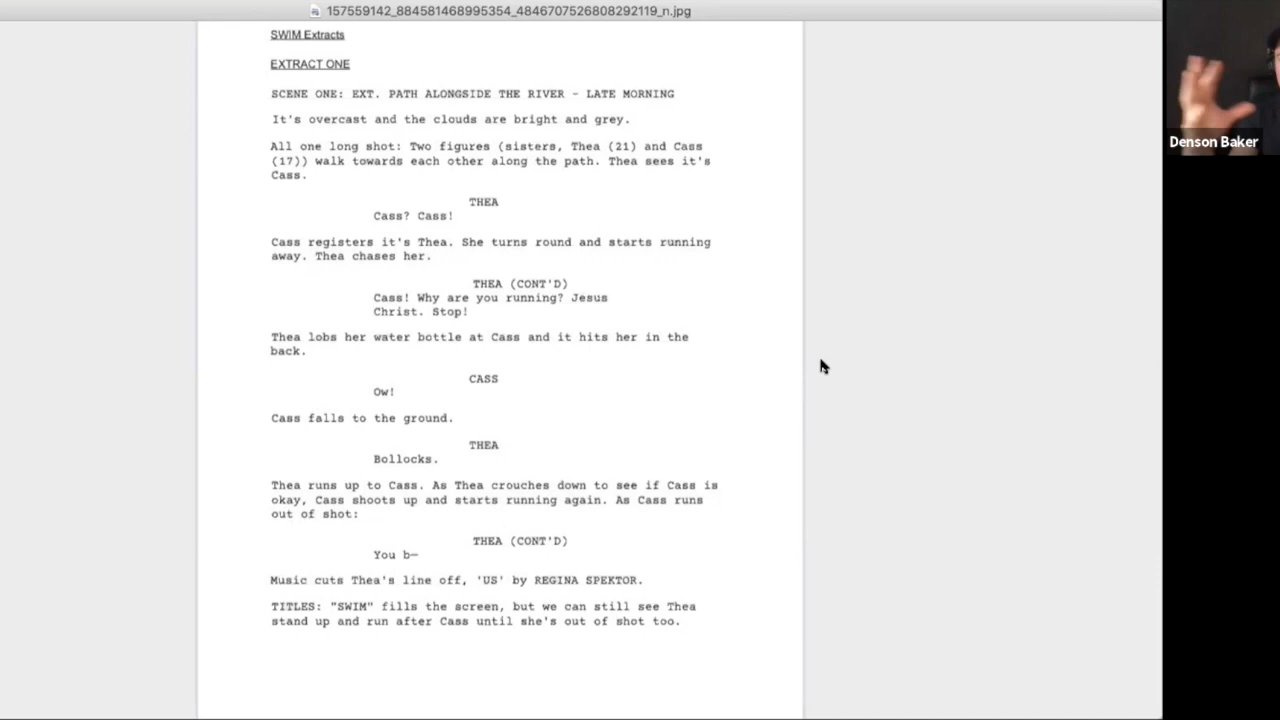 157559142_884581468995354_4846707526808292119_n.jpg
SWIM Extracts
EXTRACT ONE
SCENE ONE: EXT. PATH ALONGSIDE THE RIVER - LATE MORNING
It's overcast and the clouds are bright and grey.
All one long shot: Two figures (sisters, Thea (21) and Cass
(17)) walk towards each other along the path. Thea sees it's
Cass.
THEA
Cass? Cass!
Cass registers it's Thea. She turns round and starts running
away. Thea chases her.
THEA (CONT'D)
Cass! Why are you running? Jesus
Christ. Stop!
Thea lobs her water bottle at Cass and it hits her in the
back.
CASS
Ow!
Cass falls to the ground.
THEA
Bollocks.
Thea runs up to Cass. As Thea crouches down to see if Cass is
okay, Cass shoots up and starts running again. As Cass runs
out of shot:
THEA (CONT'D)
You b—
Music cuts Thea's line off, 'US' by REGINA SPEKTOR.
TITLES: "SWIM" fills the screen, but we can still see Thea
stand up and run after Cass until she's out of shot too.
Denson Baker